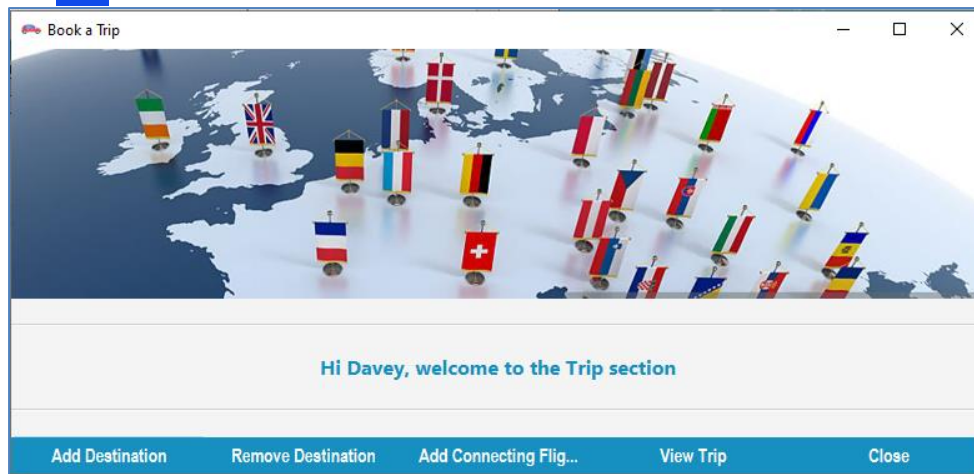 Book a Trip
Hi Davey, welcome to the Trip section
Add Destination Remove Destination Add Connecting Flig... View Trip Close